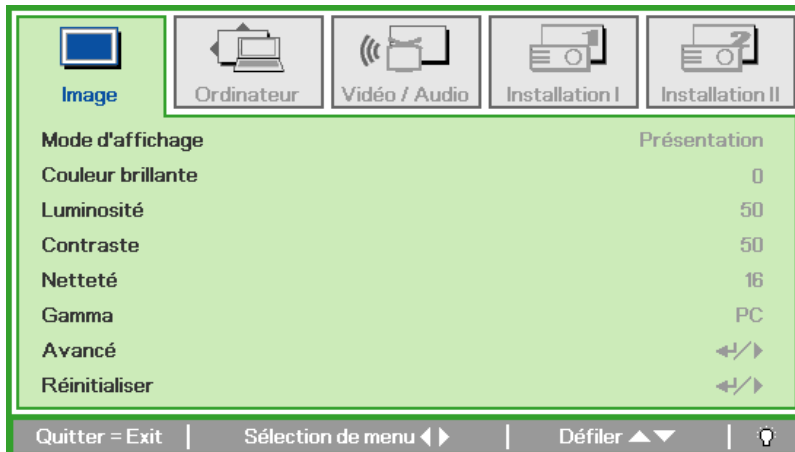 Image Ordinateur Vidéo / Audio Installation I Installation II
Mode d'affichage Présentation
Couleur brillante 0
Luminosité 50
Contraste 50
Netteté 16
Gamma PC
Avancé
Réinitialiser
Quitter = Exit | Sélection de menu | Défiler |